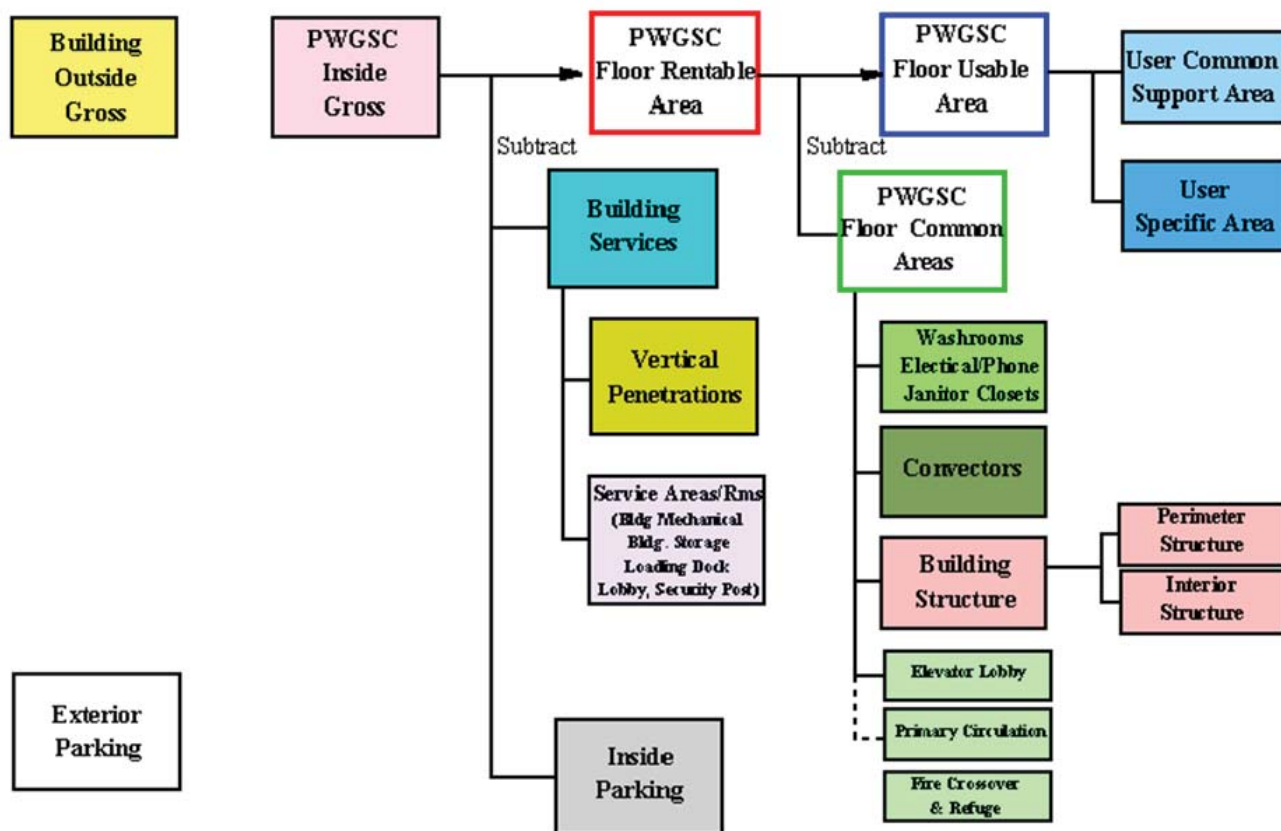 Building
Outside
Gross
PWGSC
Inside
Gross
PWGSC
Floor Rentable
Area
PWGSC
Floor Usable
Area
User Common
Support Area
User
Specific Area
Subtract
Subtract
Building
Services
PWGSC
Floor Common
Areas
Vertical
Penetrations
Service Areas/Rms
(Bldg Mechanical
Bldg. Storage
Loading Dock
Lobby, Security Post)
Washrooms
Electical/Phone
Janitor Closets
Convectors
Building
Structure
Perimeter
Structure
Interior
Structure
Elevator Lobby
Primary Circulation
Fire Crossover
& Refuge
Exterior
Parking
Inside
Parking